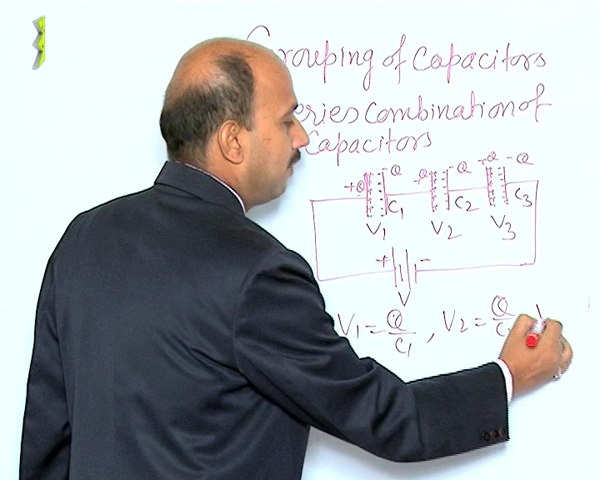 Grouping of Capacitors
Series Combination of
Capacitors
+Q -Q +Q -Q +Q -Q
C1 C2 C3
V1 V2 V3
+ -
V
V1 = Q/C1 , V2 = Q/C